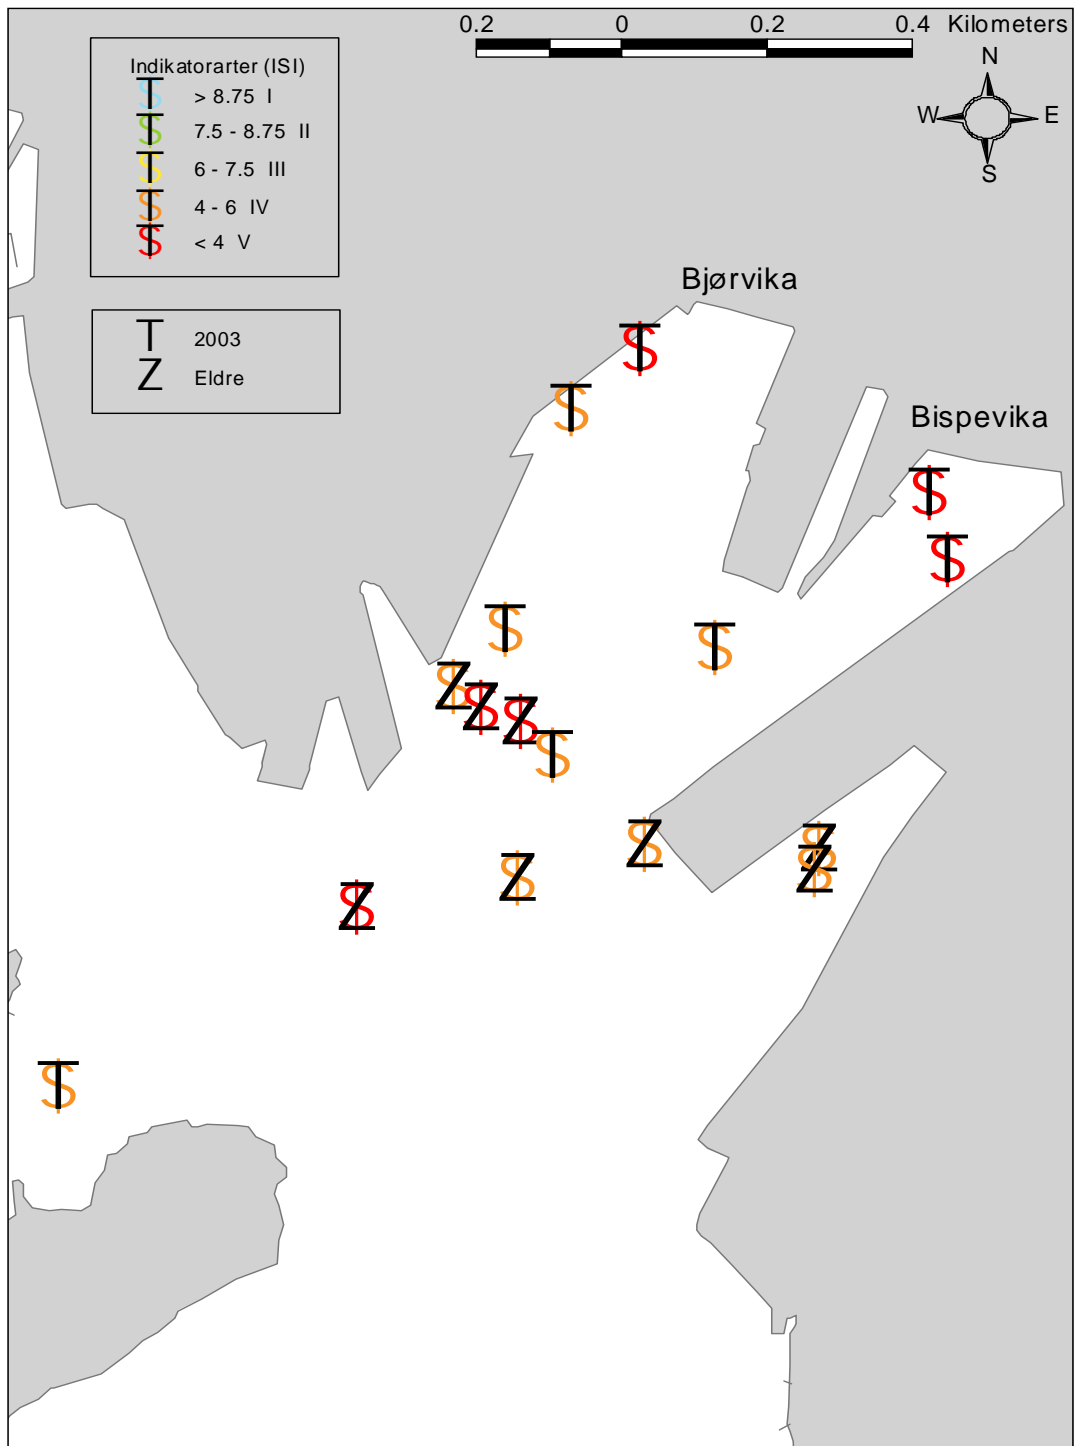 0.2 0 0.2 0.4 Kilometers
N
W E
S
Indikatorarter (ISI)
> 8.75 I
7.5 - 8.75 II
6 - 7.5 III
4 - 6 IV
< 4 V
T 2003
Z Eldre
Bjørvika
Bispevika